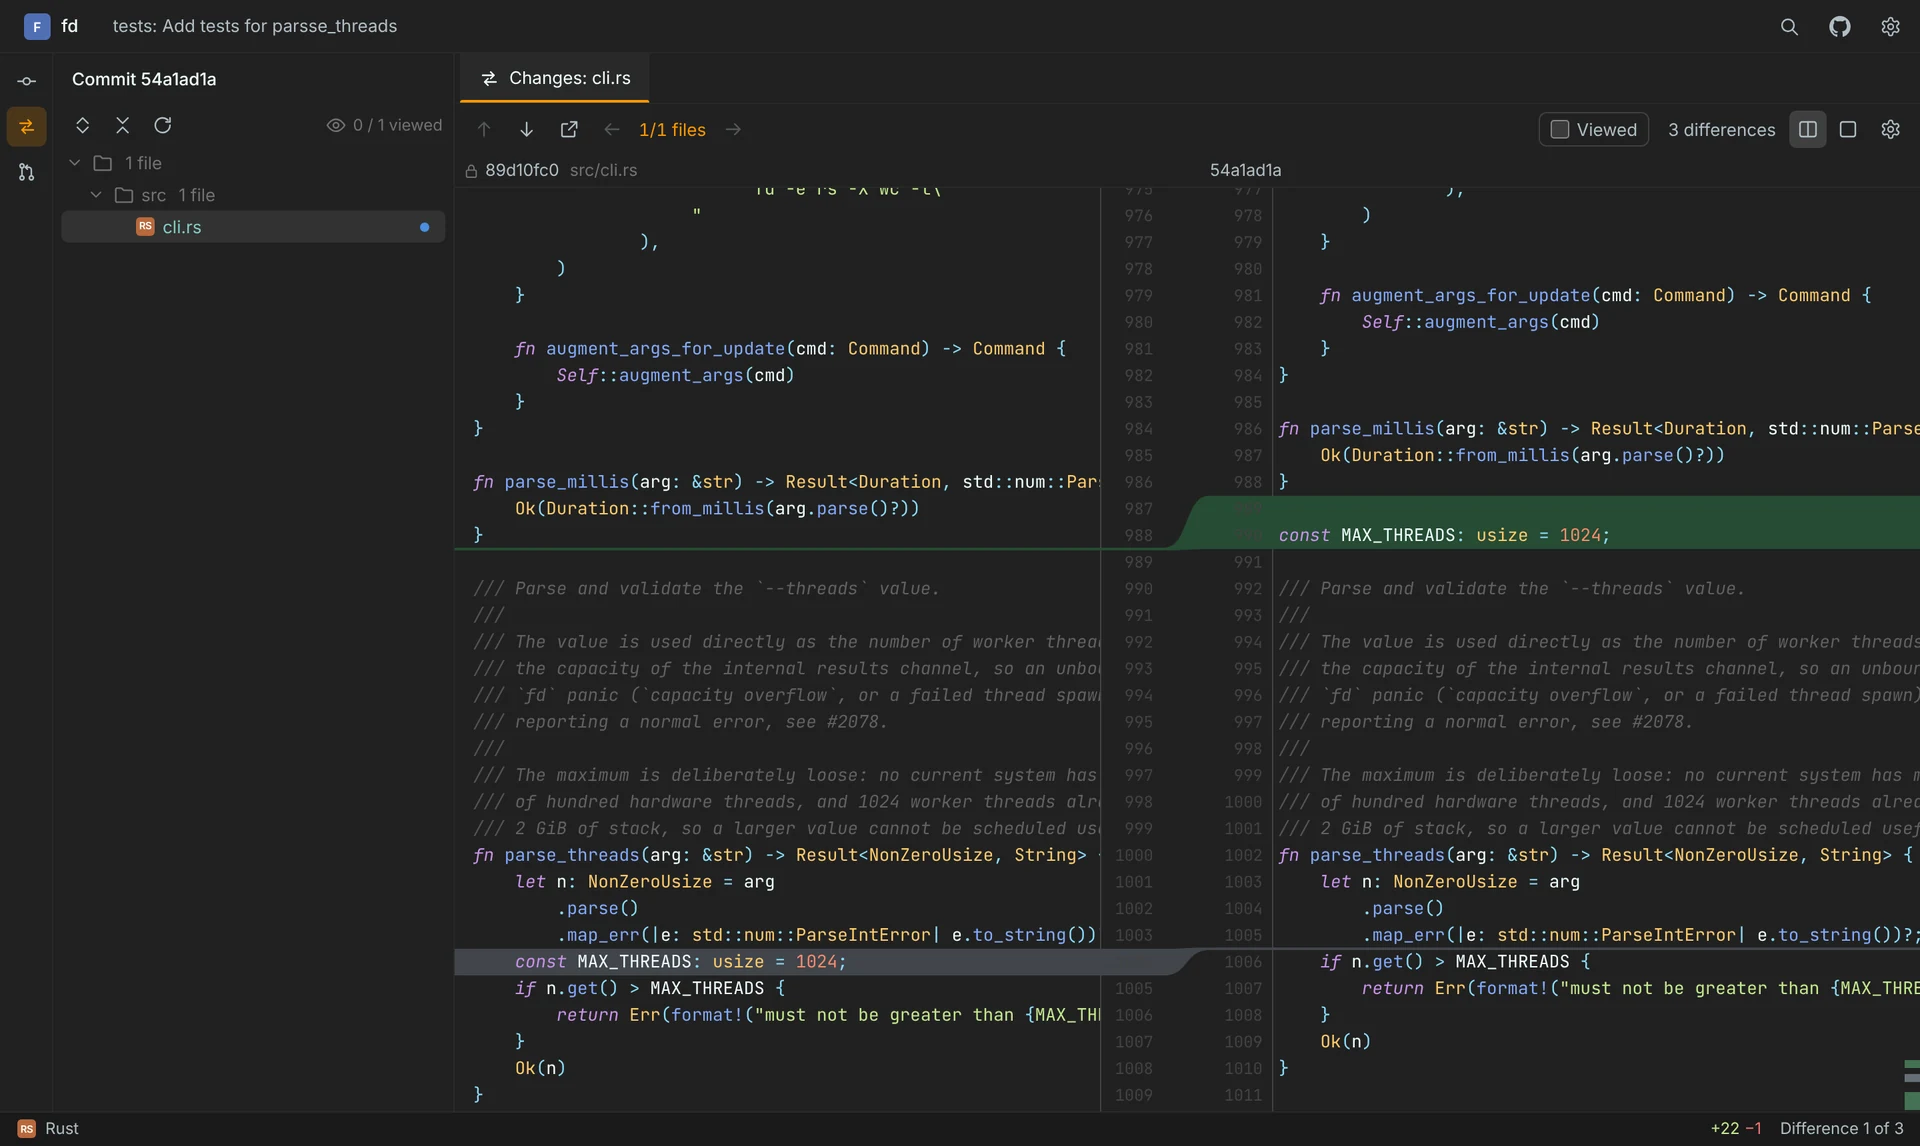 F fd tests: Add tests for parsse_threads
Commit 54a1ad1a
0 / 1 viewed
1 file
src 1 file
RS cli.rs
Changes: cli.rs
1/1 files
Viewed
3 differences
89d10fc0 src/cli.rs
54a1ad1a
fd -e rs -X wc -l\
976 "
977 ),
978 )
979 }
980
981 fn augment_args_for_update(cmd: Command) -> Command {
982 Self::augment_args(cmd)
983 }
984 }
985
986 fn parse_millis(arg: &str) -> Result<Duration, std::num::Par
987 Ok(Duration::from_millis(arg.parse()?))
988 }
989
990 /// Parse and validate the `--threads` value.
991 ///
992 /// The value is used directly as the number of worker threa
993 /// the capacity of the internal results channel, so an unbou
994 /// `fd` panic (`capacity overflow`, or a failed thread spaw
995 /// reporting a normal error, see #2078.
996 ///
997 /// The maximum is deliberately loose: no current system has
998 /// of hundred hardware threads, and 1024 worker threads alr
999 /// 2 GiB of stack, so a larger value cannot be scheduled us
1000 fn parse_threads(arg: &str) -> Result<NonZeroUsize, String>
1001 let n: NonZeroUsize = arg
1002 .parse()
1003 .map_err(|e: std::num::ParseIntError| e.to_string())
const MAX_THREADS: usize = 1024;
1005 if n.get() > MAX_THREADS {
1006 return Err(format!("must not be greater than {MAX_TH
1007 }
1008 Ok(n)
1009 }
977 ),
978 )
979 }
980
981 fn augment_args_for_update(cmd: Command) -> Command {
982 Self::augment_args(cmd)
983 }
984 }
985
986 fn parse_millis(arg: &str) -> Result<Duration, std::num::Parse
987 Ok(Duration::from_millis(arg.parse()?))
988 }
const MAX_THREADS: usize = 1024;
991
992 /// Parse and validate the `--threads` value.
993 ///
994 /// The value is used directly as the number of worker threads
995 /// the capacity of the internal results channel, so an unboun
996 /// `fd` panic (`capacity overflow`, or a failed thread spawn)
997 /// reporting a normal error, see #2078.
998 ///
999 /// The maximum is deliberately loose: no current system has m
1000 /// of hundred hardware threads, and 1024 worker threads alrea
1001 /// 2 GiB of stack, so a larger value cannot be scheduled usef
1002 fn parse_threads(arg: &str) -> Result<NonZeroUsize, String> {
1003 let n: NonZeroUsize = arg
1004 .parse()
1005 .map_err(|e: std::num::ParseIntError| e.to_string())?;
1006 if n.get() > MAX_THREADS {
1007 return Err(format!("must not be greater than {MAX_THRE
1008 }
1009 Ok(n)
1010 }
1011
RS Rust
+22 −1 Difference 1 of 3